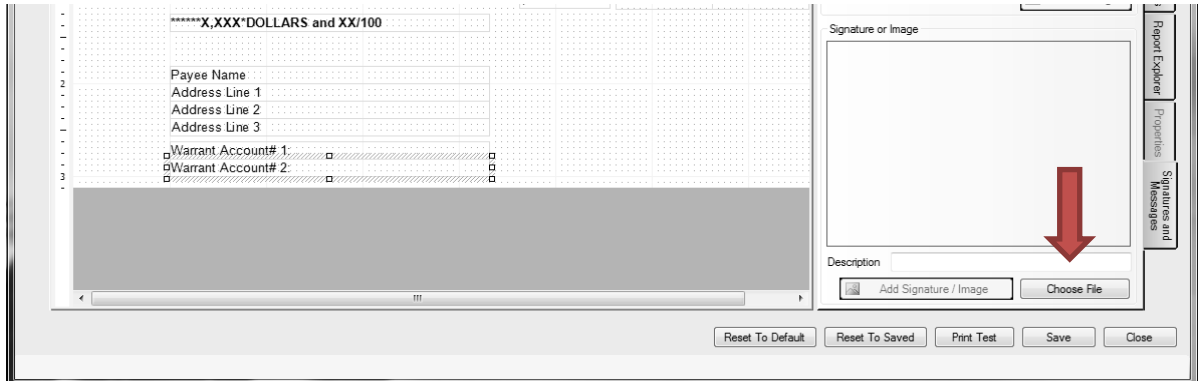 ******X,XXX*DOLLARS and XX/100
2
Payee Name
Address Line 1
Address Line 2
Address Line 3
Warrant Account# 1:
Warrant Account# 2:
3
Signature or Image
Description
Add Signature / Image
Choose File
Report Explorer
Properties
Signatures and
Messages
Reset To Default
Reset To Saved
Print Test
Save
Close